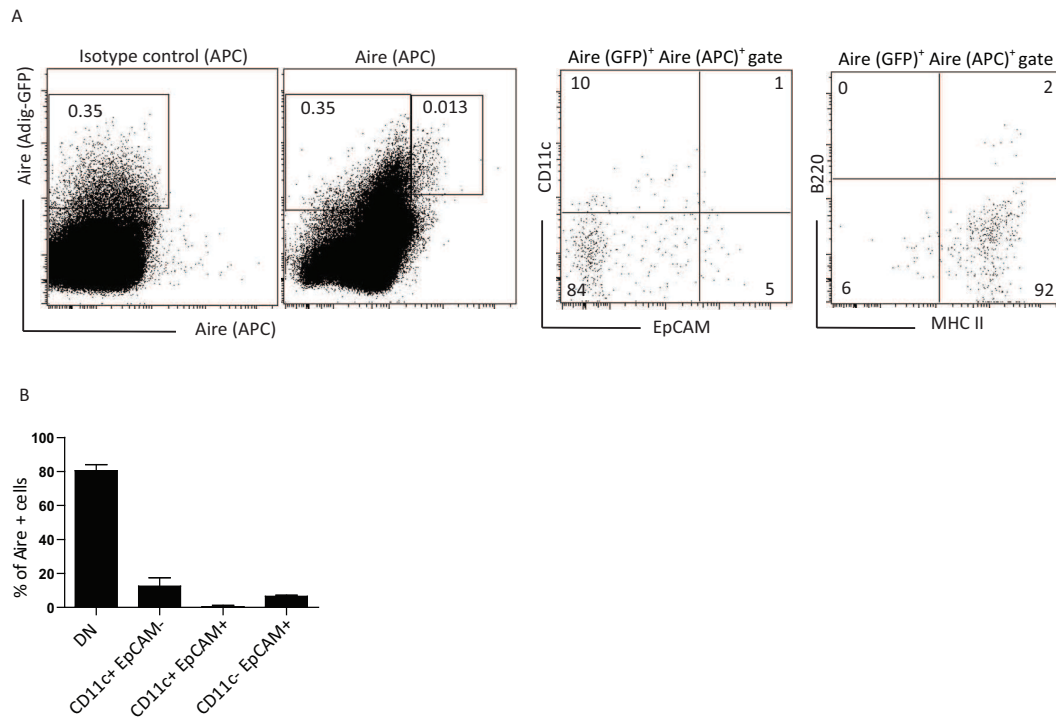 A
Isotype control (APC)
Aire (APC)
Aire (GFP)+ Aire (APC)+ gate
Aire (GFP)+ Aire (APC)+ gate
Aire (Adig-GFP)
0.35
0.35
0.013
CD11c
10
1
84
5
B220
0
2
6
92
Aire (APC)
EpCAM
MHC II
B
% of Aire + cells
100
80
60
40
20
0
DN
CD11c+ EpCAM-
CD11c+ EpCAM+
CD11c- EpCAM+